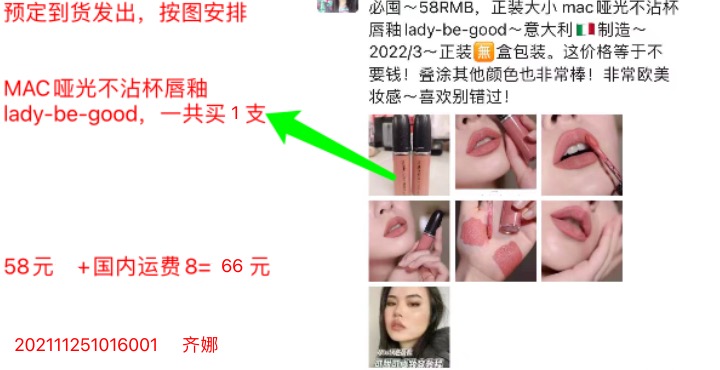 预定到货发出，按图安排
MAC哑光不沾杯唇釉
lady-be-good，一共买 1 支
58元 +国内运费 8= 66 元
202111251016001 齐娜
必囤～58RMB，正装大小 mac哑光不沾杯
唇釉lady-be-good～意大利🇮🇹制造～
2022/3～正装🈚盒包装。这价格等于不
要钱！叠涂其他颜色也非常棒！非常欧美
妆感～喜欢别错过！